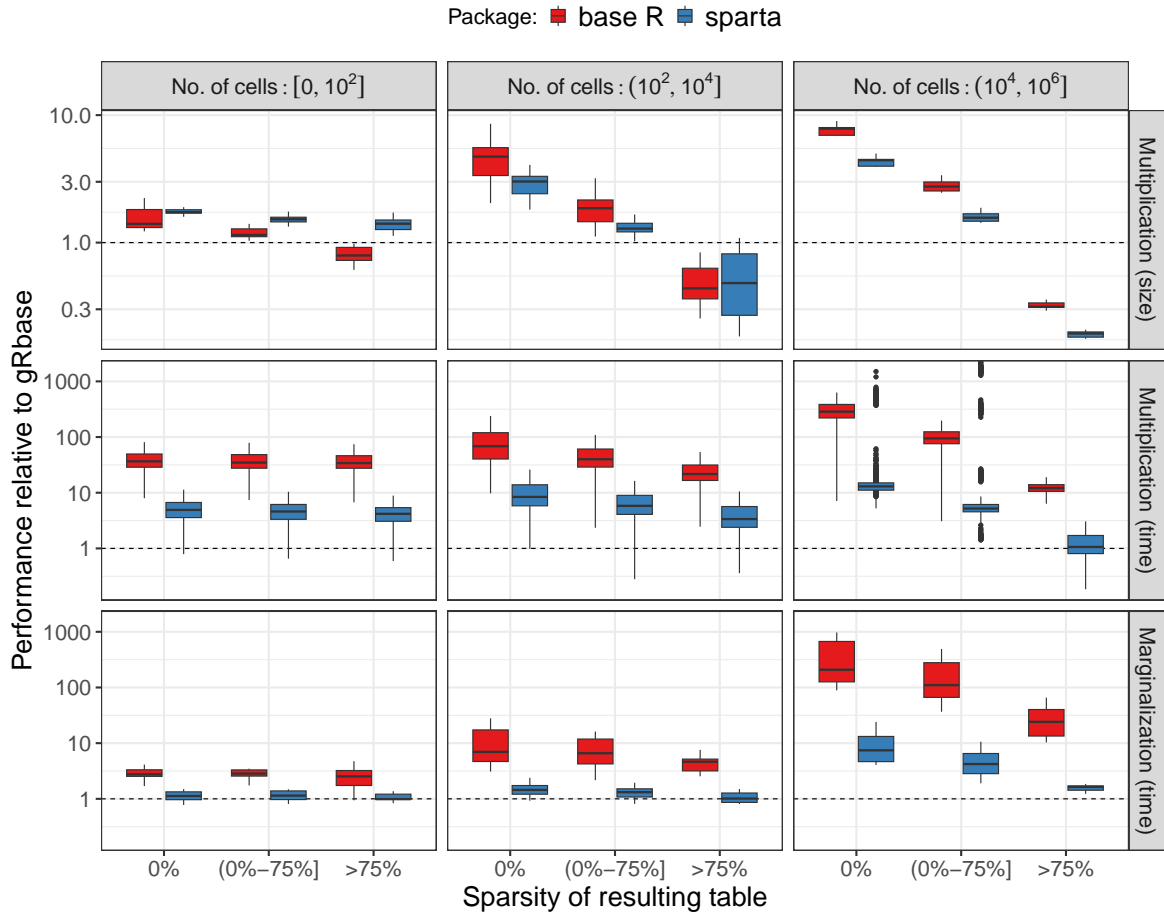 Package: base R sparta
No. of cells : [0, 10²]
No. of cells : (10², 10⁴]
No. of cells : (10⁴, 10⁶]
Performance relative to gRbase
10.0
3.0
1.0
0.3
Multiplication (size)
1000
100
10
1
Multiplication (time)
1000
100
10
1
Marginalization (time)
0% (0%−75%] >75%
0% (0%−75%] >75%
0% (0%−75%] >75%
Sparsity of resulting table